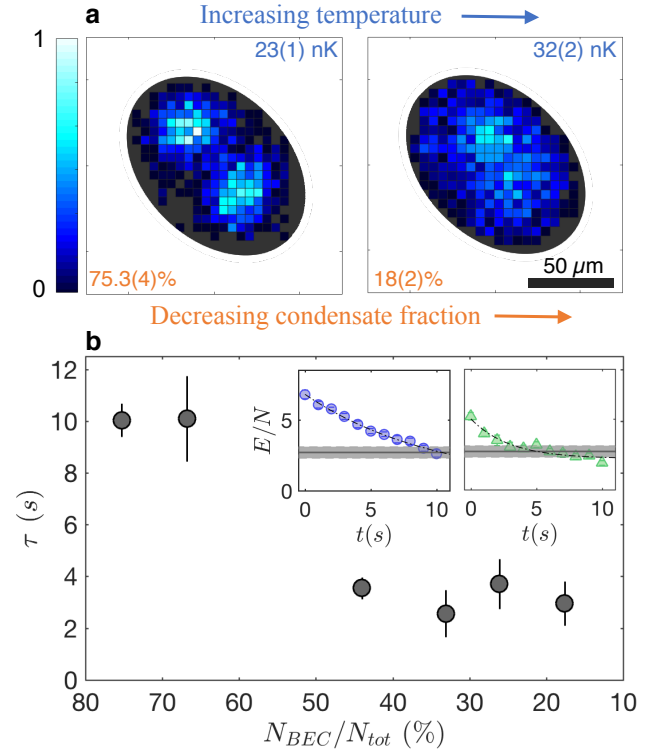 Increasing temperature
a
1
23(1) nK
32(2) nK
0
75.3(4)%
18(2)%
50 µm
Decreasing condensate fraction
b
12
10
8
6
4
2
0
τ (s)
80 70 60 50 40 30 20 10
N_BEC/N_tot (%)
E/N
5
0
0 5 10
t(s)
0 5 10
t(s)